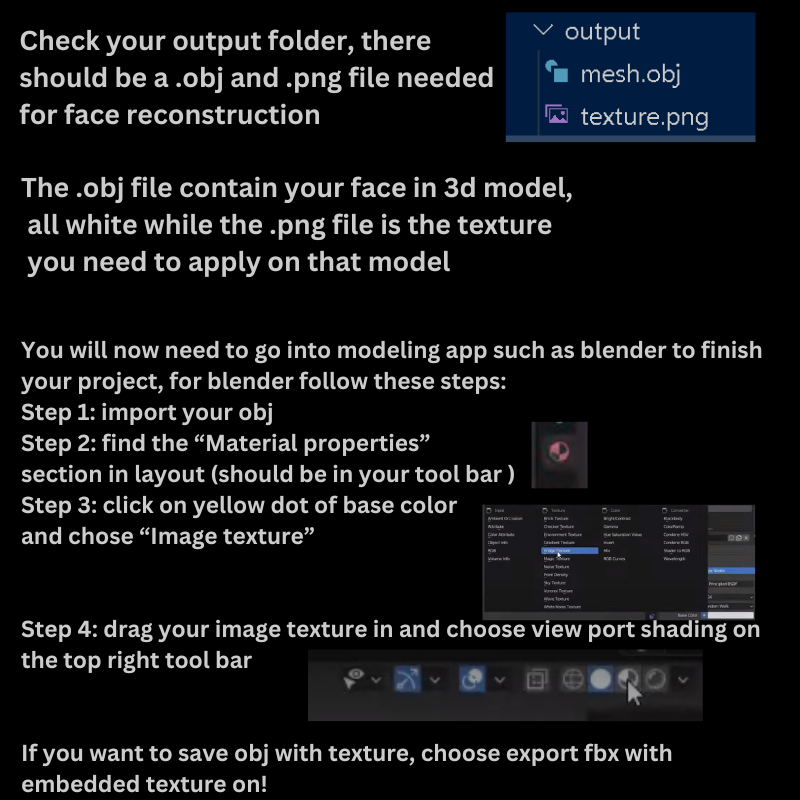 Check your output folder, there
should be a .obj and .png file needed
for face reconstruction
output
mesh.obj
texture.png
The .obj file contain your face in 3d model,
all white while the .png file is the texture
you need to apply on that model
You will now need to go into modeling app such as blender to finish
your project, for blender follow these steps:
Step 1: import your obj
Step 2: find the “Material properties”
section in layout (should be in your tool bar )
Step 3: click on yellow dot of base color
and chose “Image texture”
Input Texture Color Converter
Ambient Occlusion Brick Texture Bright/Contrast Blackbody
Attribute Checker Texture Gamma ColorRamp
Color Attribute Environment Texture Hue Saturation Value Combine HSV
Object Info Gradient Texture Invert Combine RGB
RGB Image Texture Mix Shader to RGB
Volume Info Magic Texture RGB Curves Wavelength
Noise Texture
Point Density
Sky Texture
Voronoi Texture
Wave Texture
White Noise Texture
Principled BSDF
Base Color
Step 4: drag your image texture in and choose view port shading on
the top right tool bar
If you want to save obj with texture, choose export fbx with
embedded texture on!